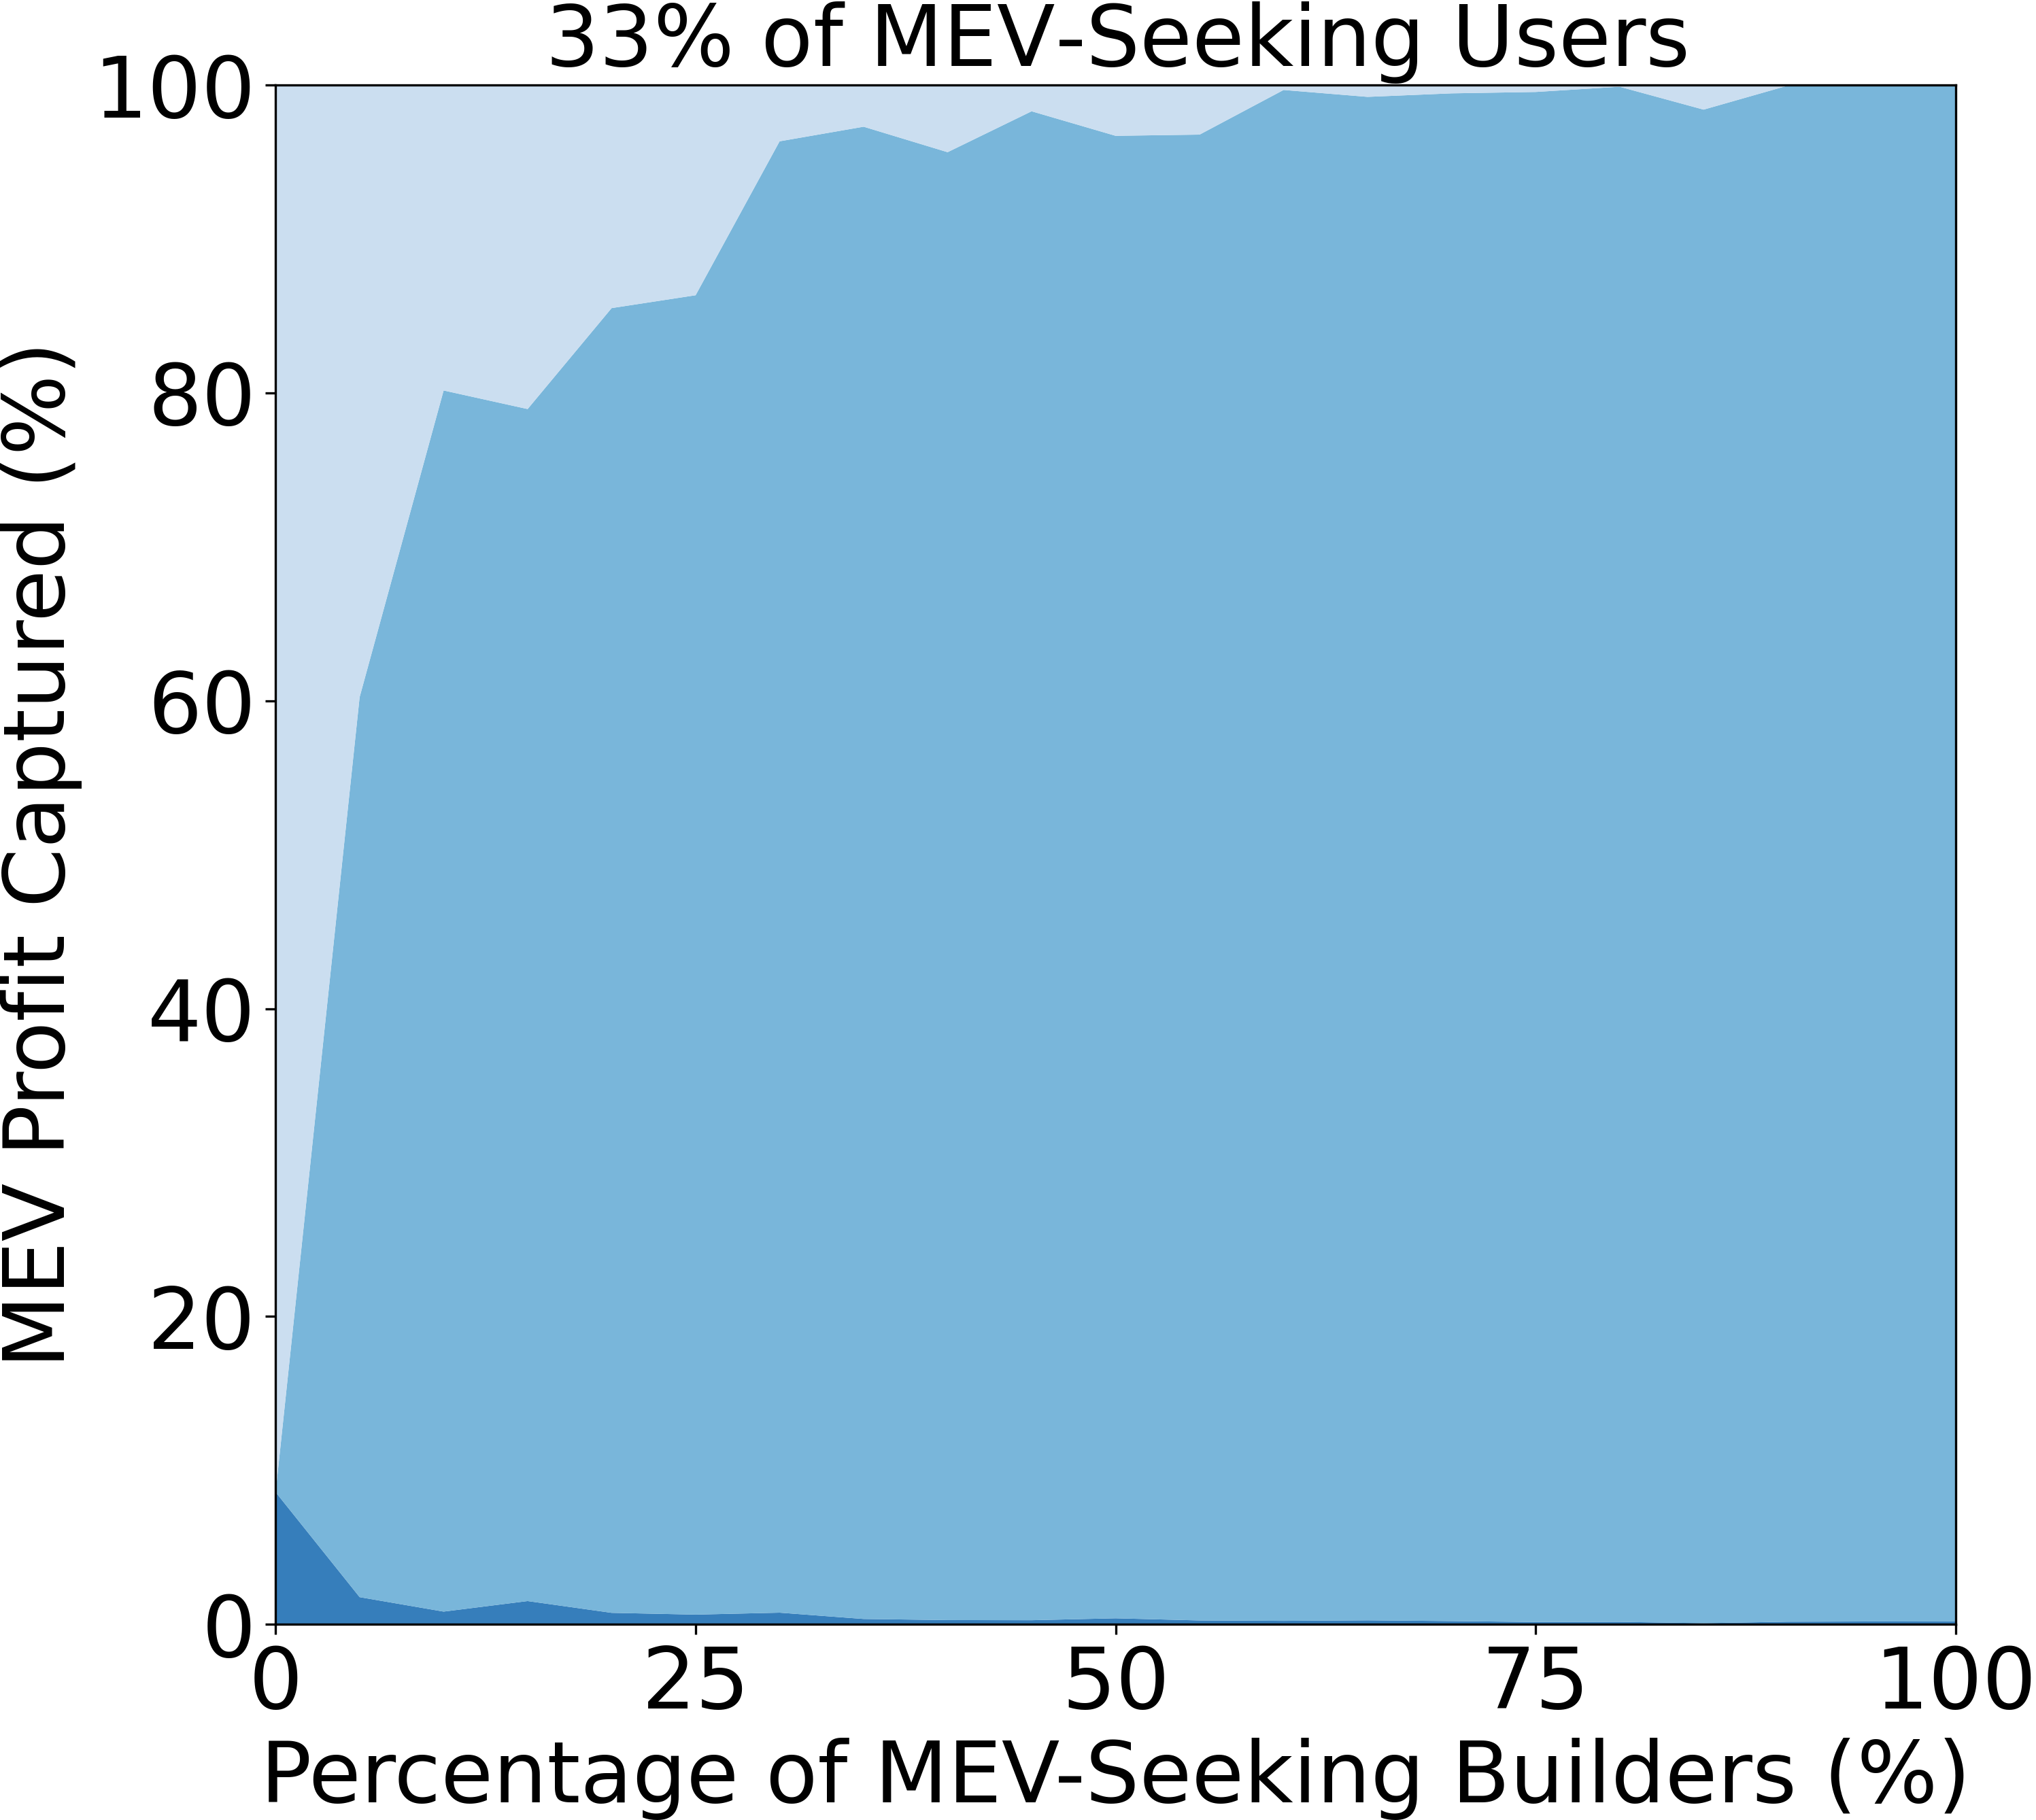 33% of MEV-Seeking Users
MEV Profit Captured (%)
100
80
60
40
20
0
0 25 50 75 100
Percentage of MEV-Seeking Builders (%)